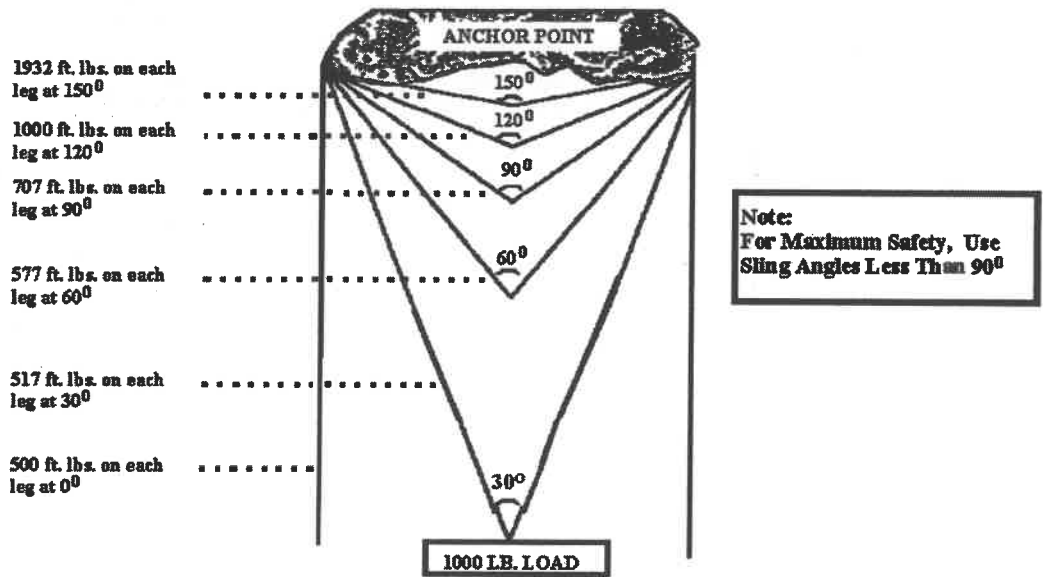 ANCHOR POINT
1932 ft. lbs. on each
leg at 150⁰
150⁰
120⁰
1000 ft. lbs. on each
leg at 120⁰
90⁰
707 ft. lbs. on each
leg at 90⁰
Note:
For Maximum Safety, Use
Sling Angles Less Than 90⁰
60⁰
577 ft. lbs. on each
leg at 60⁰
517 ft. lbs. on each
leg at 30⁰
500 ft. lbs. on each
leg at 0⁰
30⁰
1000 LB. LOAD